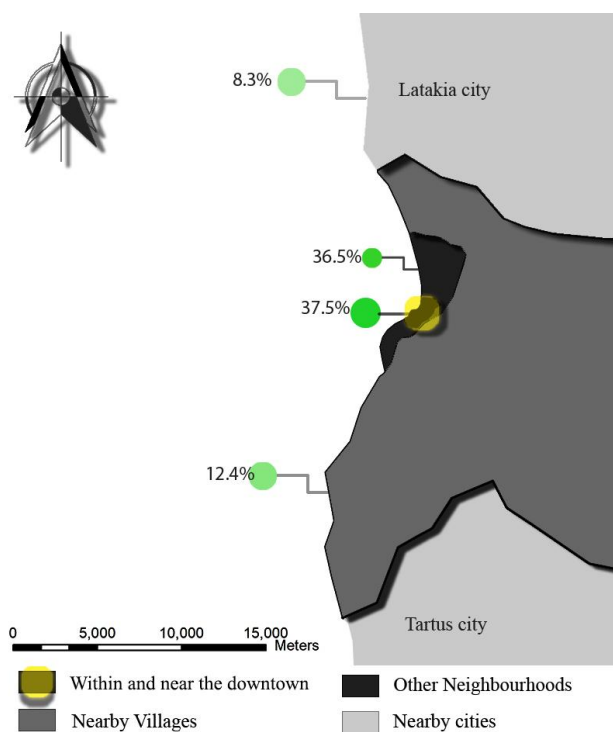 8.3%
Latakia city
36.5%
37.5%
12.4%
Tartus city
0 5,000 10,000 15,000
Meters
Within and near the downtown
Other Neighbourhoods
Nearby Villages
Nearby cities